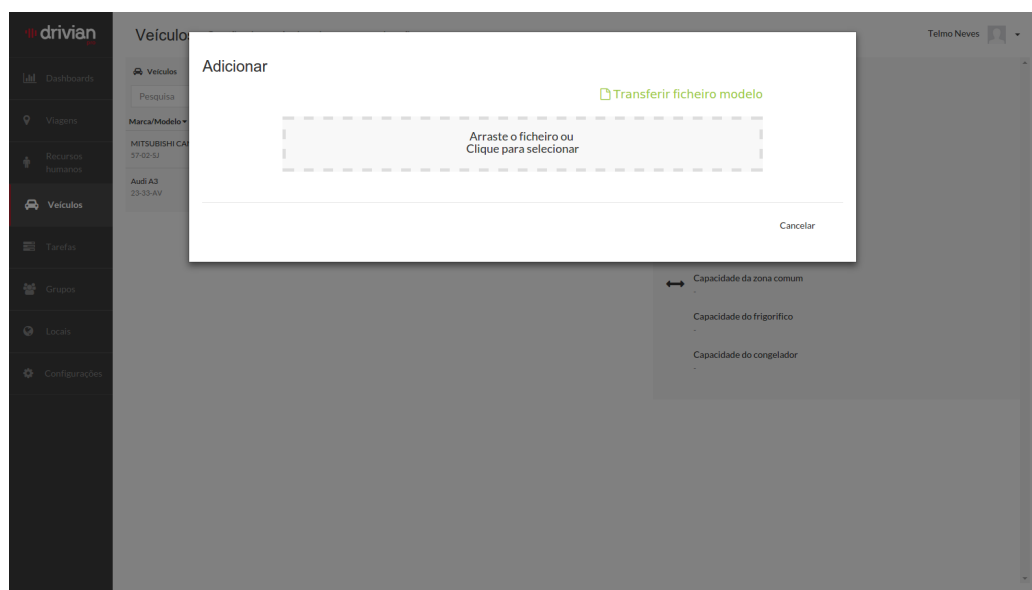 drivian
Veículos
Telmo Neves
Dashboards
Viagens
Recursos
humanos
Veículos
Tarefas
Grupos
Locais
Configurações
Veículos
Pesquisa
Marca/Modelo
MITSUBISHI
57-02-SJ
Audi A3
23-33-AV
Adicionar
Transferir ficheiro modelo
Arraste o ficheiro ou
Clique para selecionar
Cancelar
Capacidade da zona comum
-
Capacidade do frigorifico
-
Capacidade do congelador
-